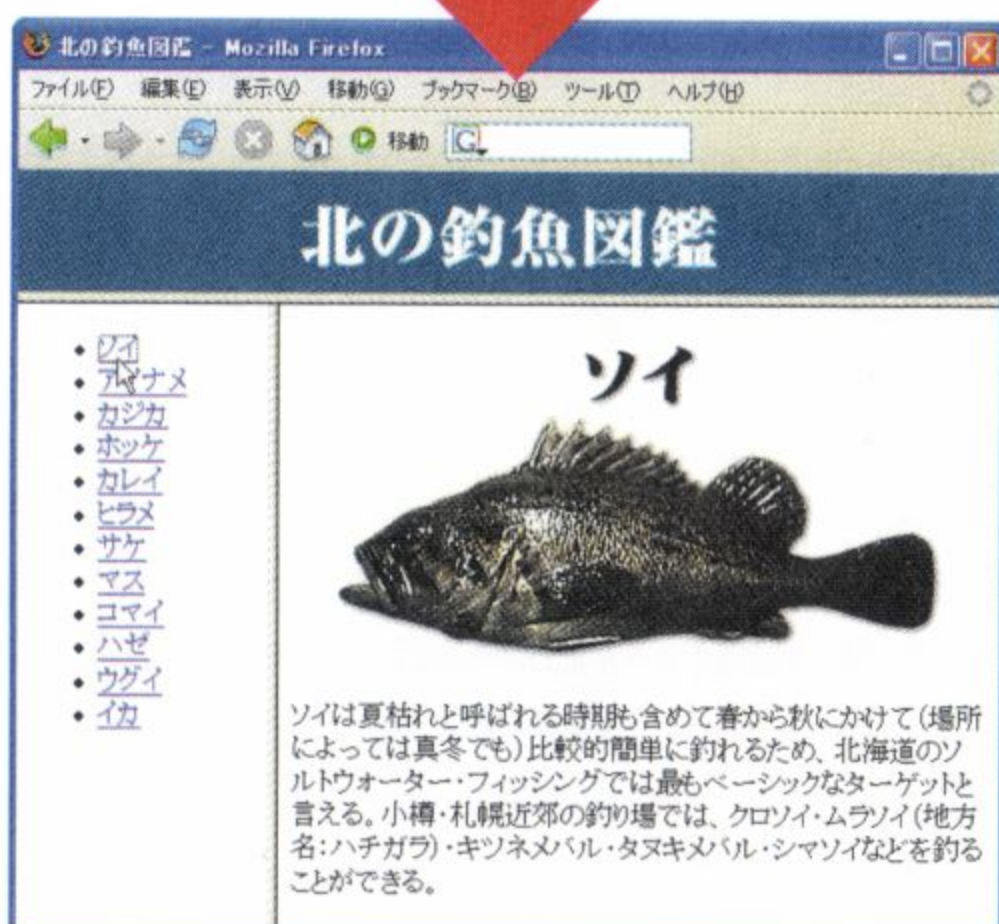 北の釣魚図鑑 - Mozilla Firefox
ファイル(F) 編集(E) 表示(V) 移動(G) ブックマーク(B) ツール(T) ヘルプ(H)
移動 G
北の釣魚図鑑
ソイ
アイナメ
カジカ
ホッケ
カレイ
ヒラメ
サケ
マス
コマイ
ハゼ
ウグイ
イカ
ソイ
ソイは夏枯れと呼ばれる時期も含めて春から秋にかけて(場所
によっては真冬でも)比較的簡単に釣れるため、北海道のソ
ルトウォーター・フィッシングでは最もベーシックなターゲットと
言える。小樽・札幌近郊の釣り場では、クロソイ・ムラソイ(地方
名:ハチガラ)・キツネメバル・タヌキメバル・シマソイなどを釣る
ことができる。